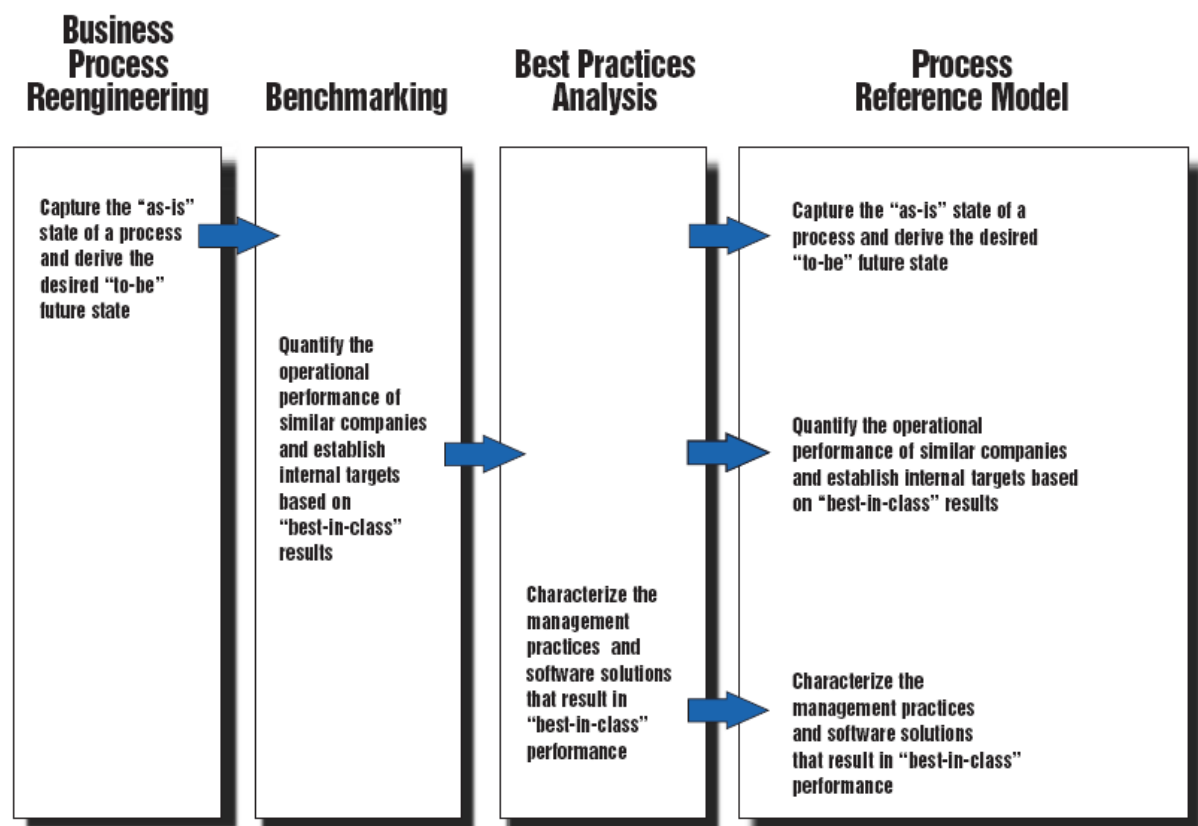 Business
Process
Reengineering
Benchmarking
Best Practices
Analysis
Process
Reference Model
Capture the “as-is”
state of a process
and derive the
desired “to-be”
future state
Quantify the
operational
performance of
similar companies
and establish
internal targets
based on
“best-in-class”
results
Characterize the
management
practices and
software solutions
that result in
“best-in-class”
performance
Capture the “as-is” state of a
process and derive the desired
“to-be” future state
Quantify the operational
performance of similar companies
and establish internal targets based
on “best-in-class” results
Characterize the
management practices
and software solutions
that result in “best-in-class”
performance